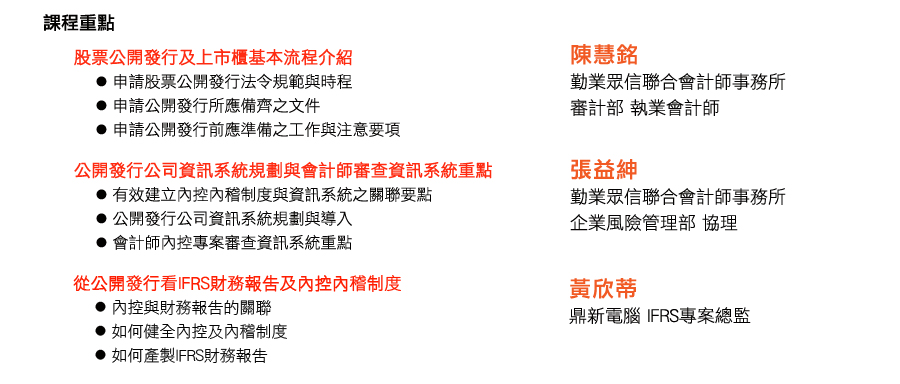 課程重點
股票公開發行及上市櫃基本流程介紹
● 申請股票公開發行法令規範與時程
● 申請公開發行所應備齊之文件
● 申請公開發行前應準備之工作與注意要項
陳慧銘
勤業眾信聯合會計師事務所
審計部 執業會計師
公開發行公司資訊系統規劃與會計師審查資訊系統重點
● 有效建立內控內稽制度與資訊系統之關聯要點
● 公開發行公司資訊系統規劃與導入
● 會計師內控專案審查資訊系統重點
張益紳
勤業眾信聯合會計師事務所
企業風險管理部 協理
從公開發行看IFRS財務報告及內控內稽制度
● 內控與財務報告的關聯
● 如何健全內控及內稽制度
● 如何產製IFRS財務報告
黃欣蒂
鼎新電腦 IFRS專案總監